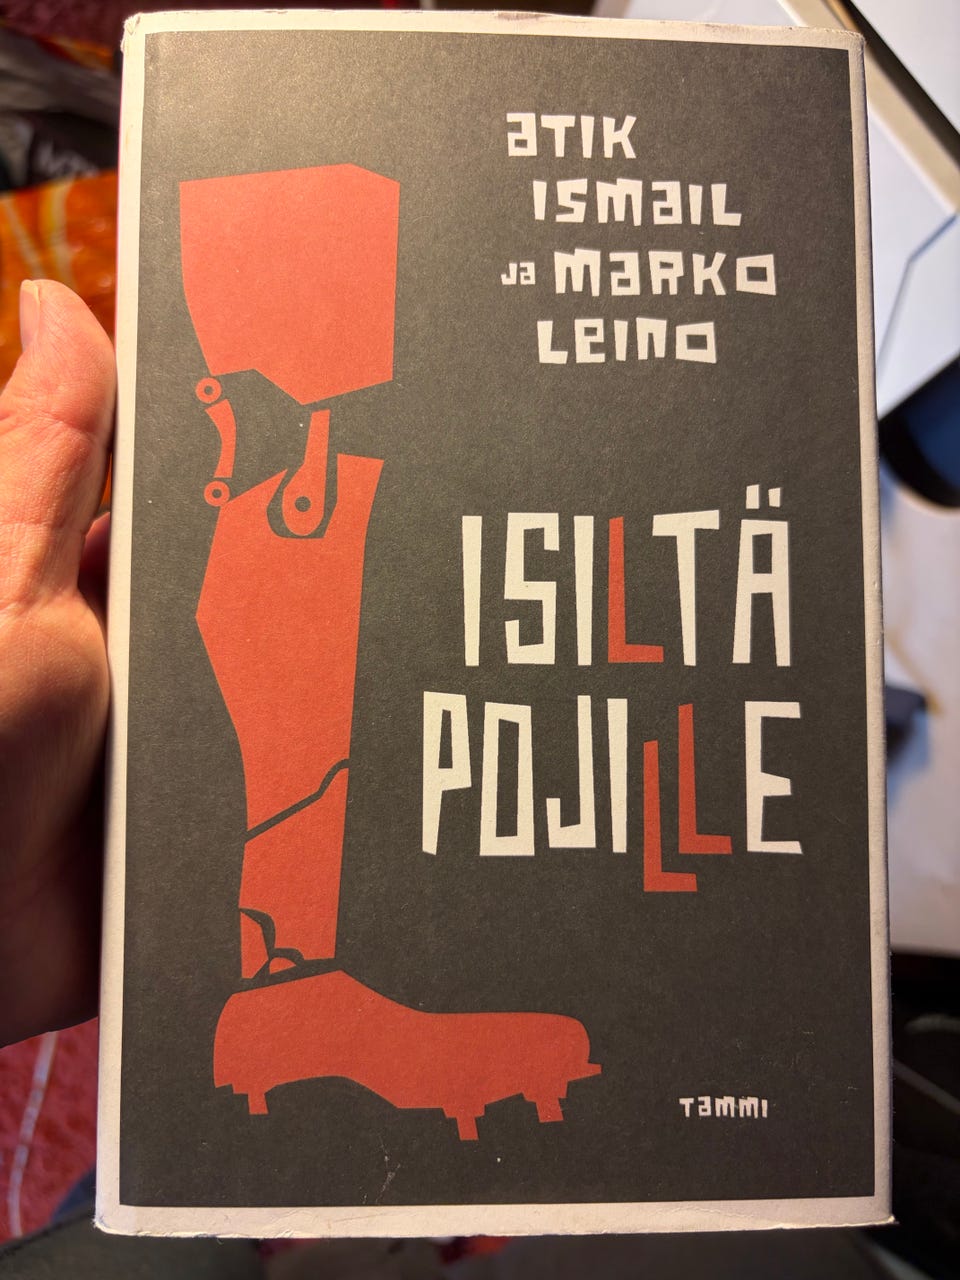 aTIK
ISmaIL
Ja maRKO
LeIno
ISILTÄ
POJILLE
Tammi